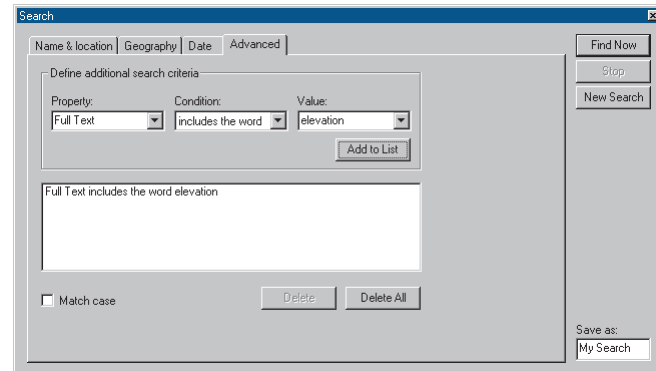 Search
Name & location Geography Date Advanced
Find Now
Stop
New Search
Define additional search criteria
Property: Condition: Value:
Full Text includes the word elevation
Add to List
Full Text includes the word elevation
Match case
Delete Delete All
Save as:
My Search